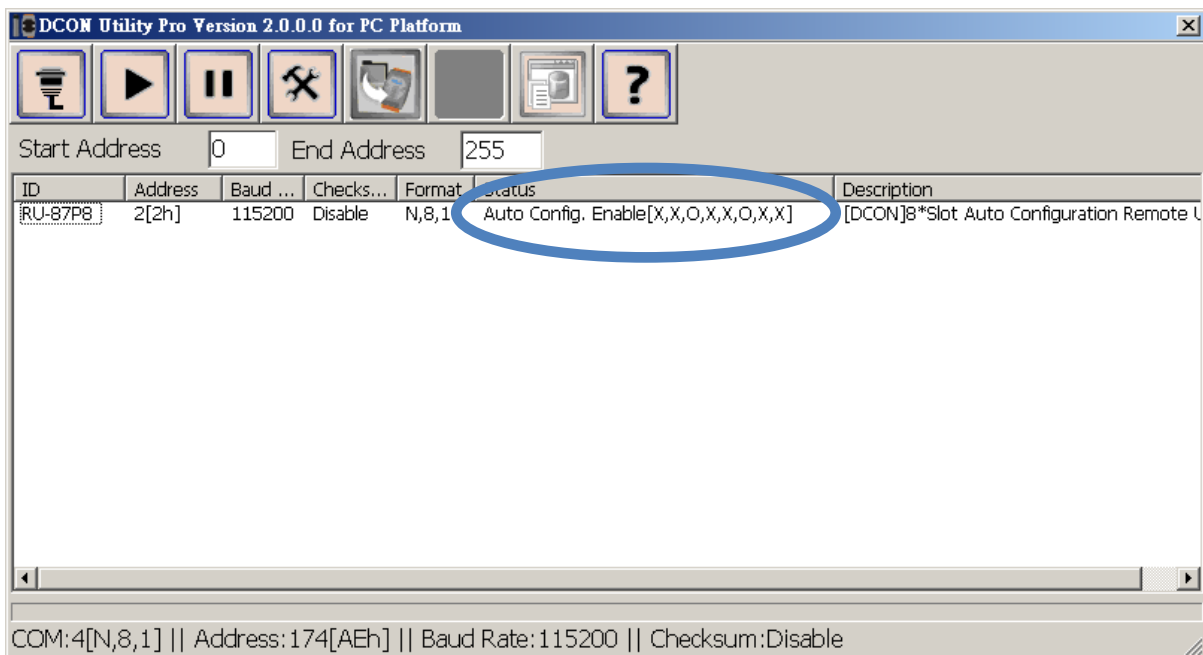 DCON Utility Pro Version 2.0.0.0 for PC Platform
?
Start Address 0 End Address 255
ID Address Baud ... Checks... Format Status Description
RU-87P8 2[2h] 115200 Disable N,8,1 Auto Config. Enable[X,X,O,X,X,O,X,X] [DCON]8*Slot Auto Configuration Remote
COM:4[N,8,1] || Address:174[AEh] || Baud Rate:115200 || Checksum:Disable